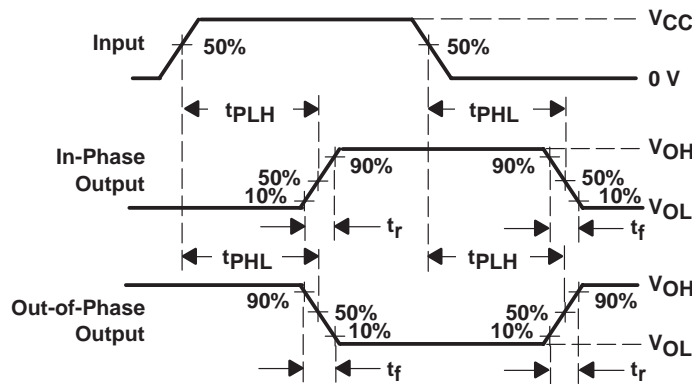 VCC
Input
50%
50%
0 V
tPLH
tPHL
In-Phase
Output
VOH
90%
90%
50%
50%
10%
10%
VOL
tr
tf
tPHL
tPLH
Out-of-Phase
Output
VOH
90%
90%
50%
50%
10%
10%
VOL
tf
tr